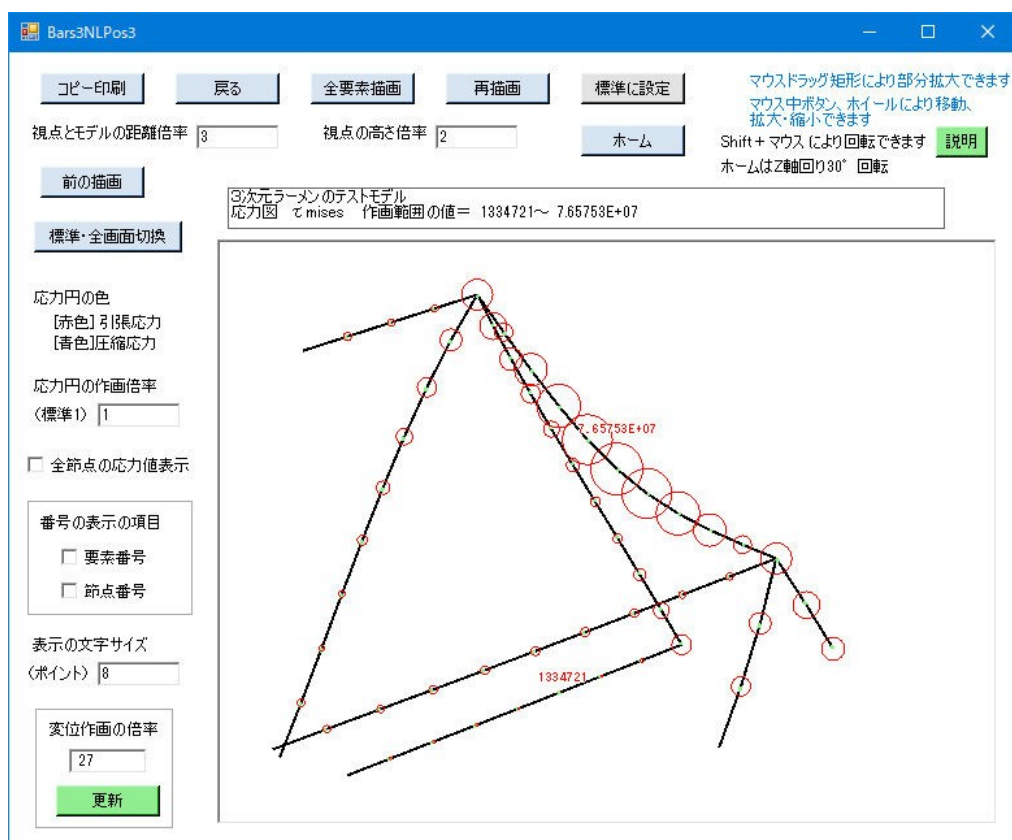 Bars3NLPos3
コピー印刷
戻る
全要素描画
再描画
標準に設定
マウスドラッグ矩形により部分拡大できます
マウス中ボタン、ホイールにより移動、
拡大・縮小できます
視点とモデルの距離倍率 3
視点の高さ倍率 2
ホーム
Shift+マウスにより回転できます
説明
ホームはZ軸回り30° 回転
前の描画
3次元ラーメンのテストモデル
応力図 τmises 作画範囲の値= 1334721~ 7.65753E+07
標準・全画面切換
応力円の色
[赤色]引張応力
[青色]圧縮応力
応力円の作画倍率
(標準1) 1
全節点の応力値表示
番号の表示の項目
要素番号
節点番号
表示の文字サイズ
(ポイント) 8
変位作画の倍率
27
更新
7.65753E+07
1334721